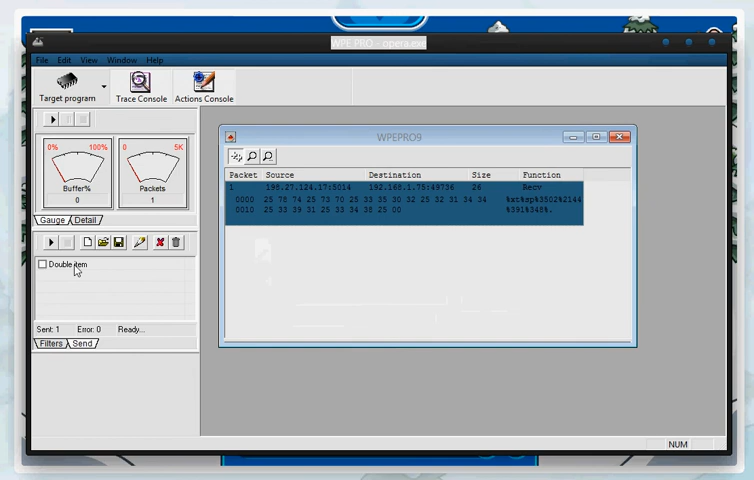 WPE PRO - opera.exe
File Edit View Window Help
Target program Trace Console Actions Console
0% 100% 0 5K
Buffer% Packets
0 1
Gauge Detail
Double item
Sent: 1 Error: 0 Ready...
Filters Send
WPEPRO9
Packet Source Destination Size Function
1 198.27.124.17:5014 192.168.1.75:49736 26 Recv
0000 25 78 74 25 73 70 25 33 35 30 32 25 32 31 34 34 %xt%sp%3502%2144
0010 25 33 39 31 25 33 34 38 25 00 %391%348%.
NUM